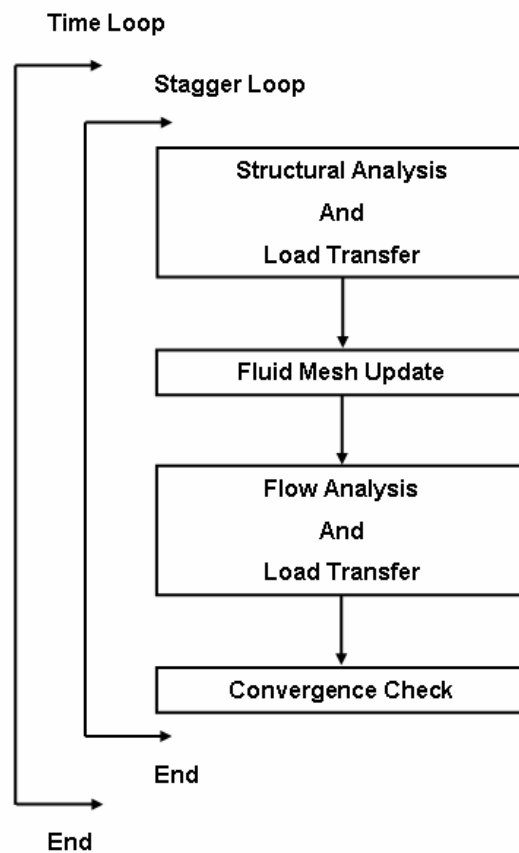 Time Loop
Stagger Loop
Structural Analysis
And
Load Transfer
Fluid Mesh Update
Flow Analysis
And
Load Transfer
Convergence Check
End
End